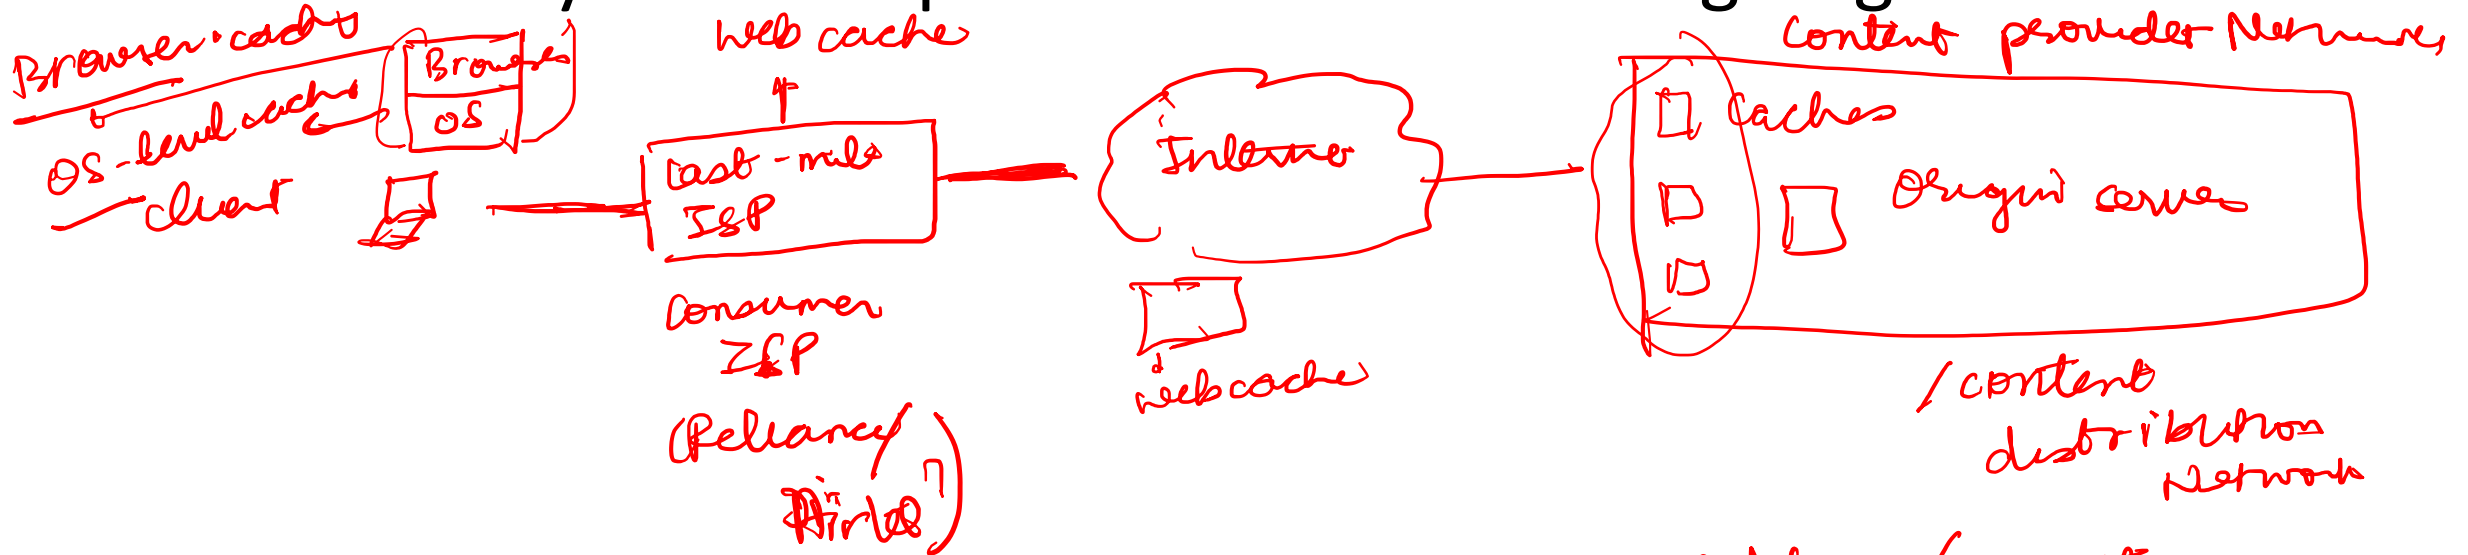 Browser cache
OS-level cache
client
Browser
OS
web cache
Last-mile
ISP
consumer
ISP
(Reliance/
Airtel)
Internet
webcache
Content provider Network
Caches
Origin server
/content
distribution
Network